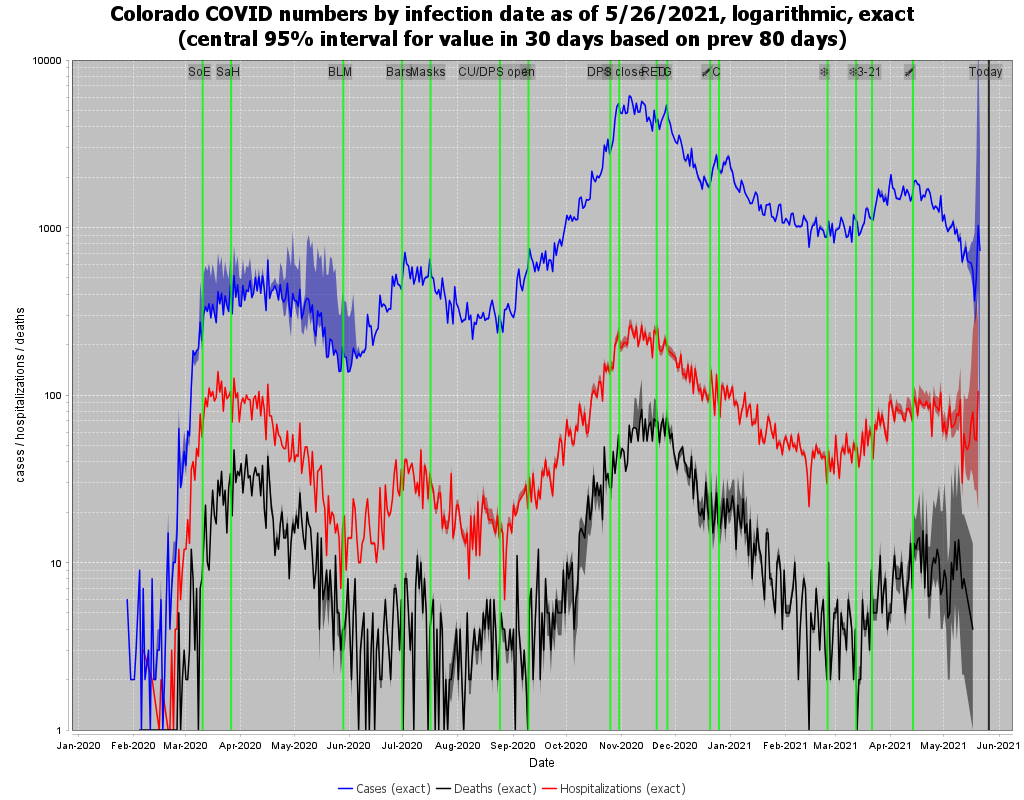 Colorado COVID numbers by infection date as of 5/26/2021, logarithmic, exact
(central 95% interval for value in 30 days based on prev 80 days)
SoE SaH BLM Bars Masks CU/DPS open DPS close RED C 3-21 Today
10000
1000
100
10
1
cases / hospitalizations / deaths
Jan-2020 Feb-2020 Mar-2020 Apr-2020 May-2020 Jun-2020 Jul-2020 Aug-2020 Sep-2020 Oct-2020 Nov-2020 Dec-2020 Jan-2021 Feb-2021 Mar-2021 Apr-2021 May-2021 Jun-2021
Date
Cases (exact) Deaths (exact) Hospitalizations (exact)